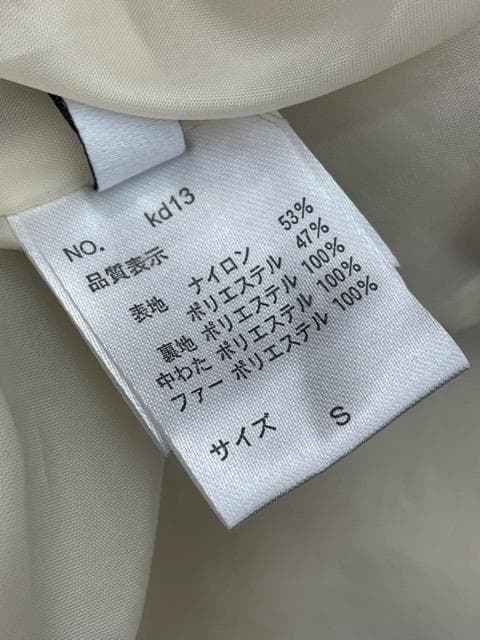 NO. kd13
品質表示
表地 ナイロン 53%
ポリエステル 47%
裏地 ポリエステル 100%
中わた ポリエステル 100%
ファー ポリエステル 100%
サイズ S